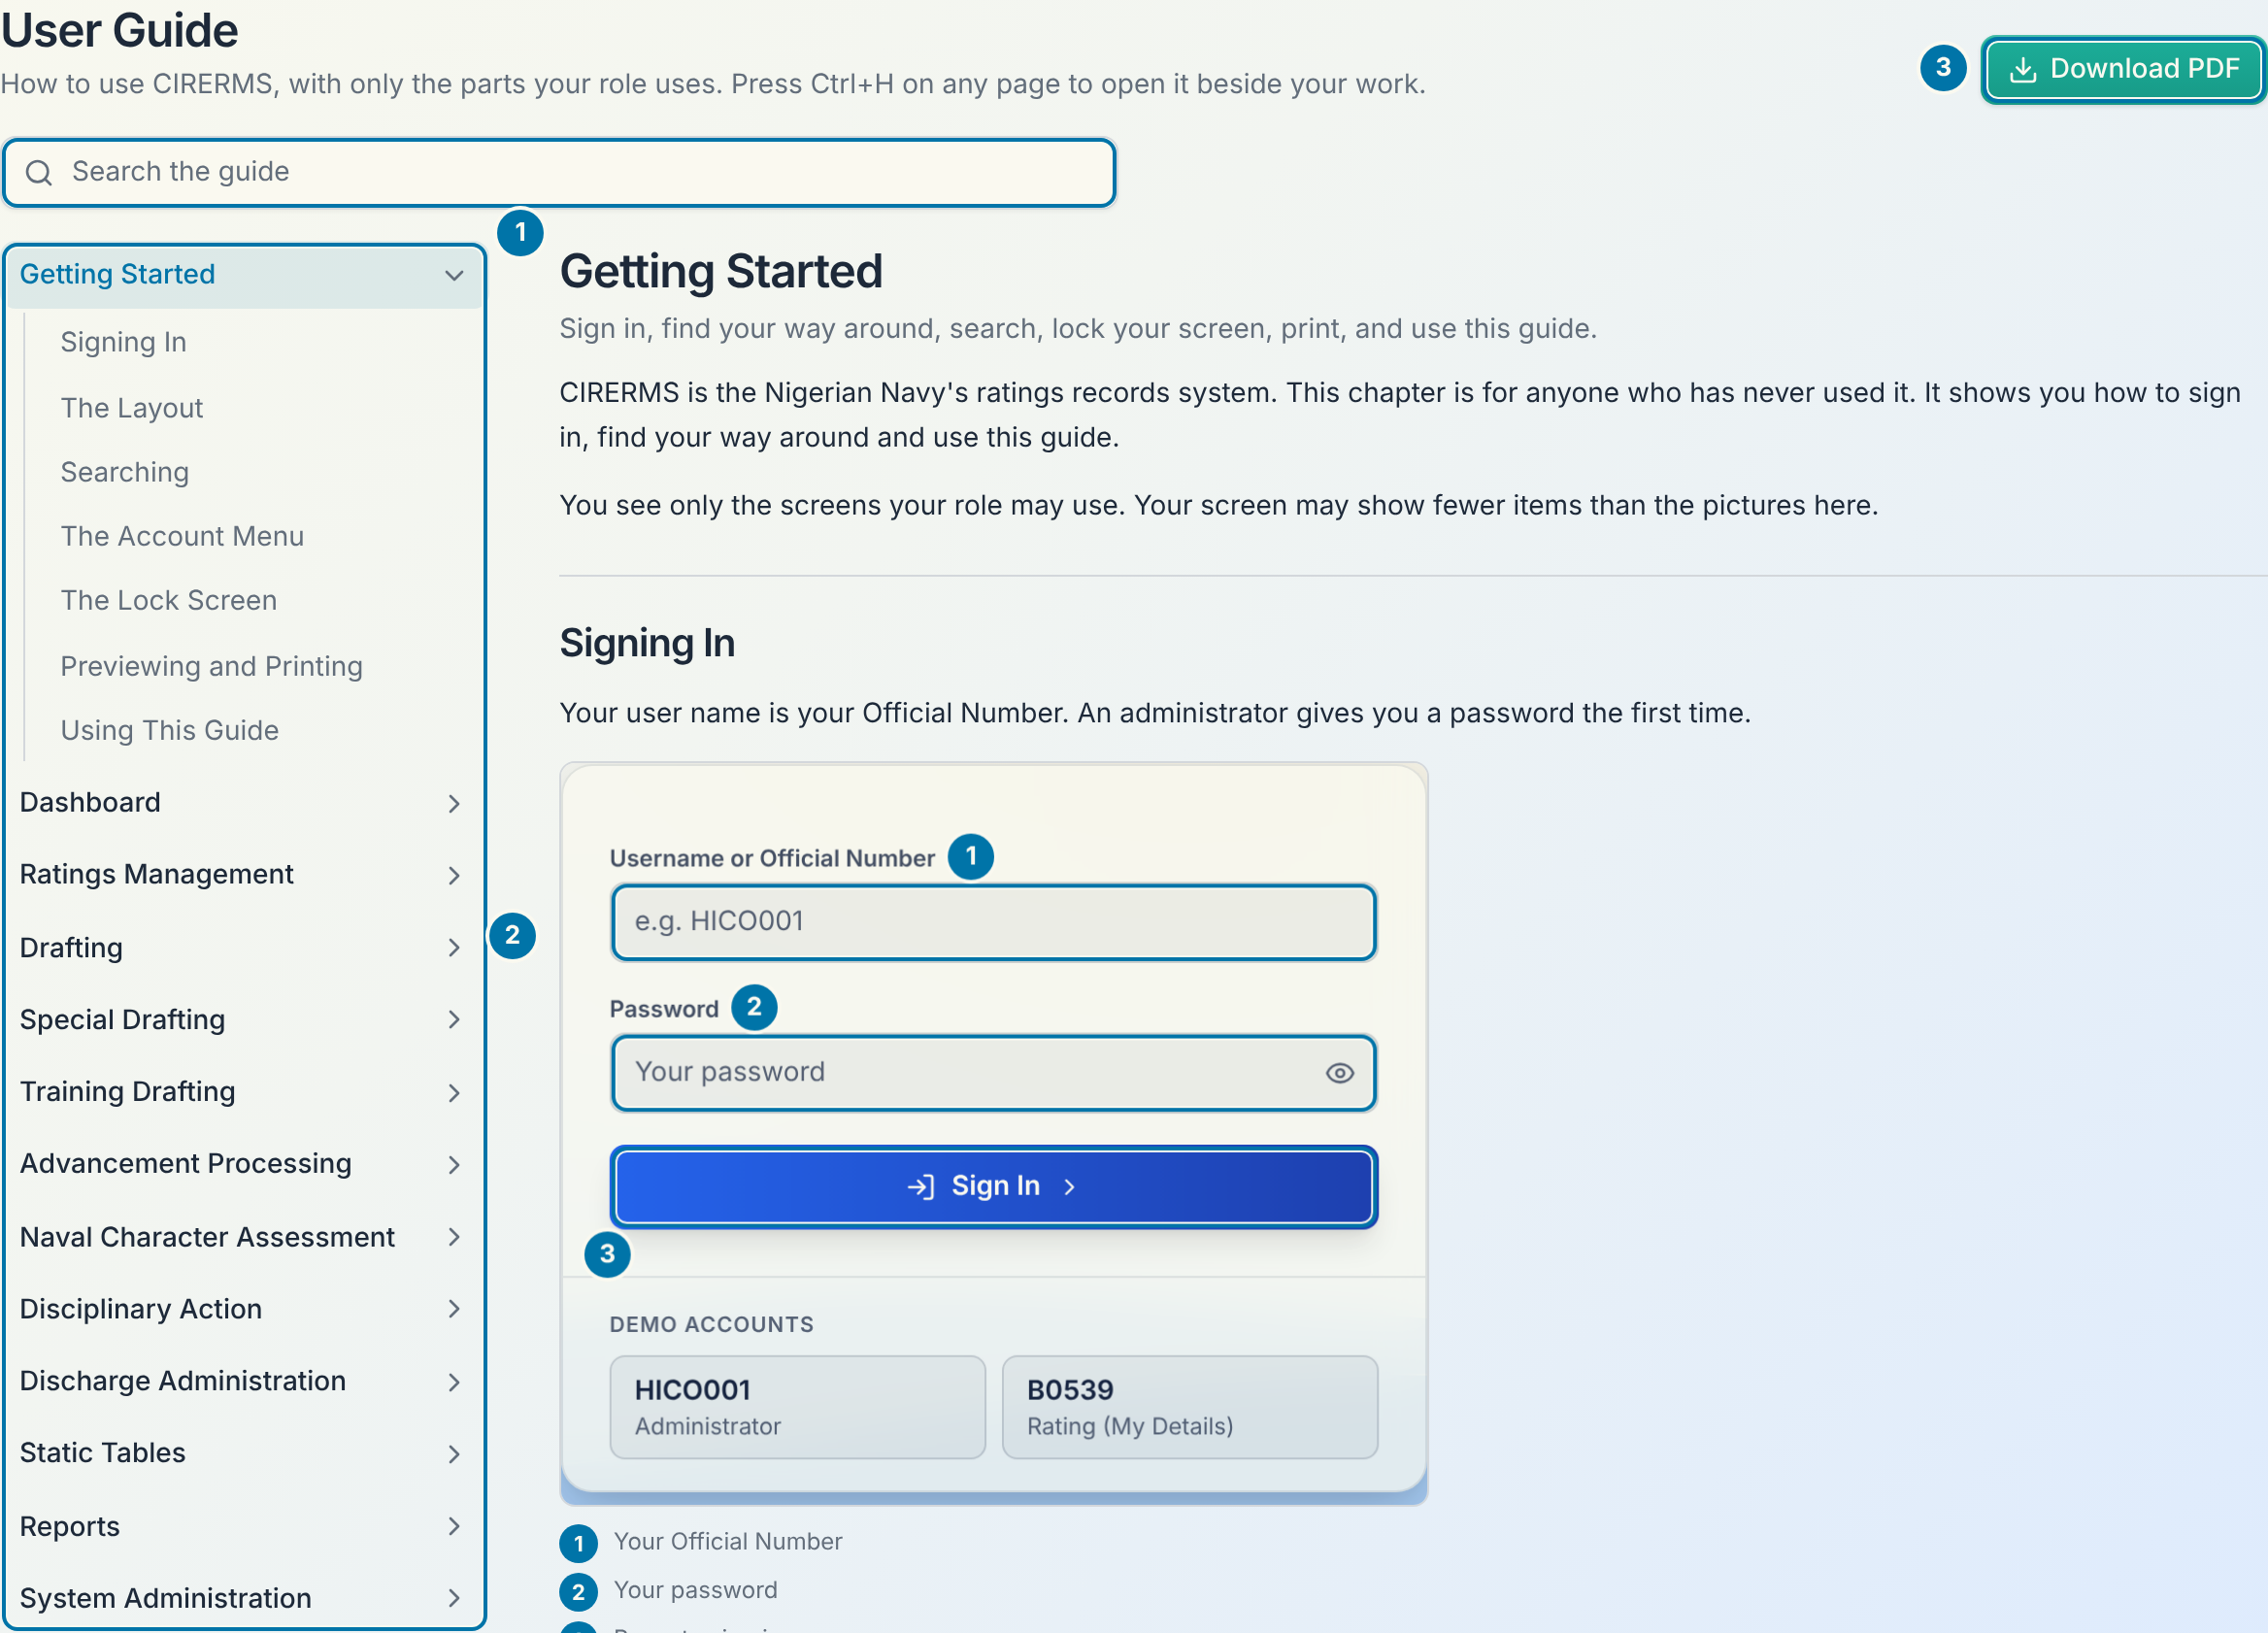 User Guide
How to use CIRERMS, with only the parts your role uses. Press Ctrl+H on any page to open it beside your work.
3
Download PDF
Search the guide
1
Getting Started
Signing In
The Layout
Searching
The Account Menu
The Lock Screen
Previewing and Printing
Using This Guide
Dashboard
Ratings Management
Drafting
Special Drafting
Training Drafting
Advancement Processing
Naval Character Assessment
Disciplinary Action
Discharge Administration
Static Tables
Reports
System Administration
2
Getting Started
Sign in, find your way around, search, lock your screen, print, and use this guide.
CIRERMS is the Nigerian Navy's ratings records system. This chapter is for anyone who has never used it. It shows you how to sign
in, find your way around and use this guide.
You see only the screens your role may use. Your screen may show fewer items than the pictures here.
Signing In
Your user name is your Official Number. An administrator gives you a password the first time.
Username or Official Number 1
e.g. HICO001
Password 2
Your password
Sign In
3
DEMO ACCOUNTS
HICO001
Administrator
B0539
Rating (My Details)
1 Your Official Number
2 Your password